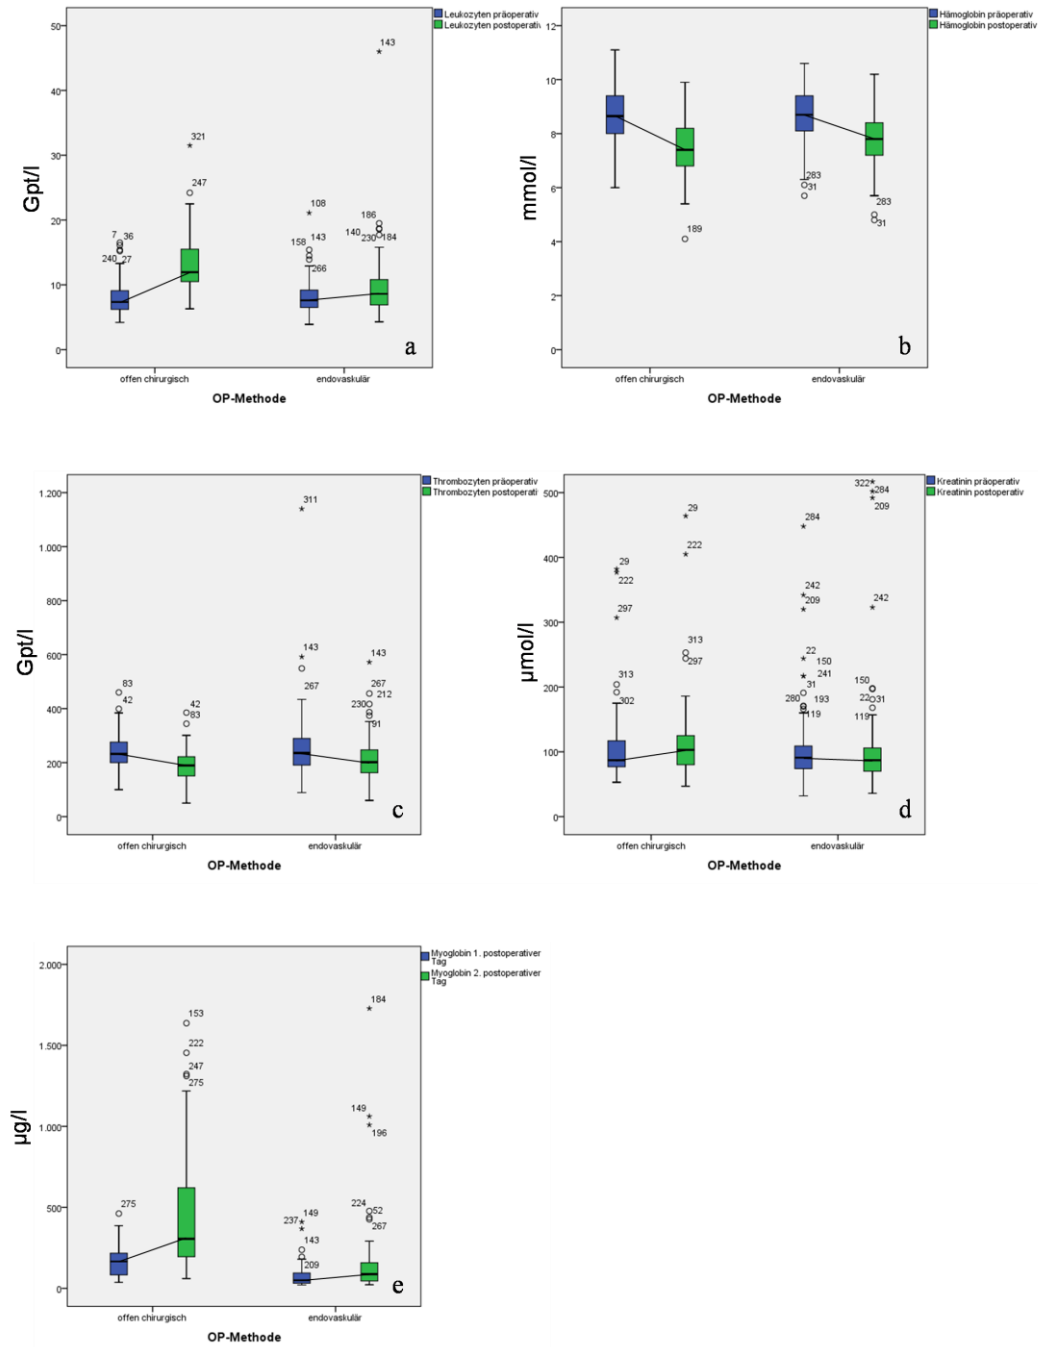 Leukozyten präoperativ
Leukozyten postoperativ
50
40
30
20
10
0
Gpt/l
143
321
247
7 36
240 27
108
158 143
266
186
140 230 184
a
offen chirurgisch endovaskulär
OP-Methode
Hämoglobin präoperativ
Hämoglobin postoperativ
12
10
8
6
4
2
0
mmol/l
189
283
31
283
31
b
offen chirurgisch endovaskulär
OP-Methode
Thrombozyten präoperativ
Thrombozyten postoperati
1.200
1.000
800
600
400
200
0
Gpt/l
311
143
267
143
267
212
230
91
83
42
42
83
c
offen chirurgisch endovaskulär
OP-Methode
Kreatinin präoperativ
Kreatinin postoperativ
500
400
300
200
100
0
µmol/l
29
222
297
313
302
29
222
313
297
284
242
209
22
150
241
31
280 193
119
322 284
209
242
150
22 31
119
d
offen chirurgisch endovaskulär
OP-Methode
Myoglobin 1. postoperativer
Tag
Myoglobin 2. postoperativer
Tag
2.000
1.500
1.000
500
0
µg/l
275
153
222
247
275
237 149
143
209
184
149
196
224 52
267
e
offen chirurgisch endovaskulär
OP-Methode